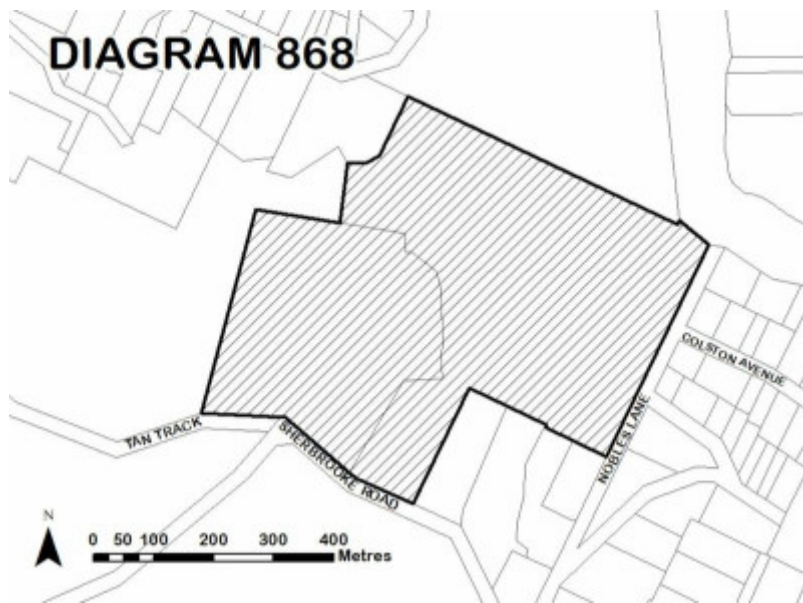 DIAGRAM 868
COLSTON AVENUE
NOBLES LANE
TAN TRACK
SHERBROOKE ROAD
N
0 50 100 200 300 400
Metres